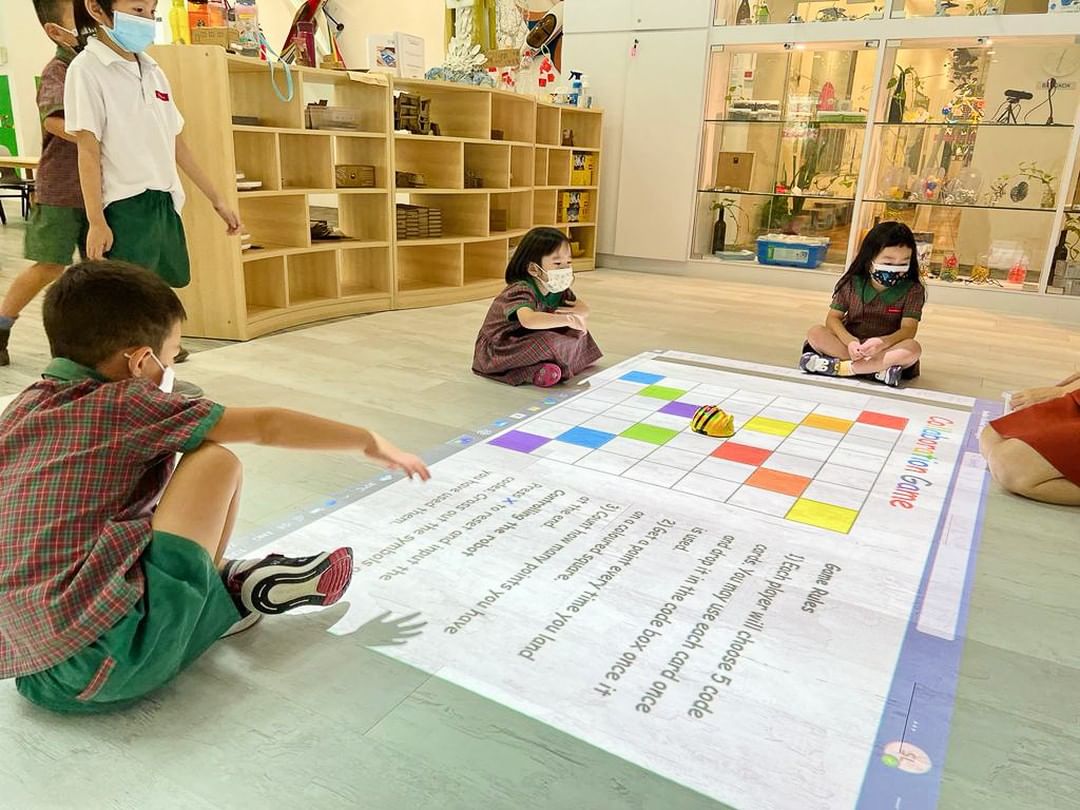 Collaboration Game
Game Rules
1) Each player will choose 5 code
cards. You may use each card once
and drop it in the code box once it
is used.
2) Get a point every time you land
on a coloured square.
3) Count how many points you have
at the end.
Controlling the robot
Press X to reset and input the
codes. Cross out the symbols
you have used them.
SL